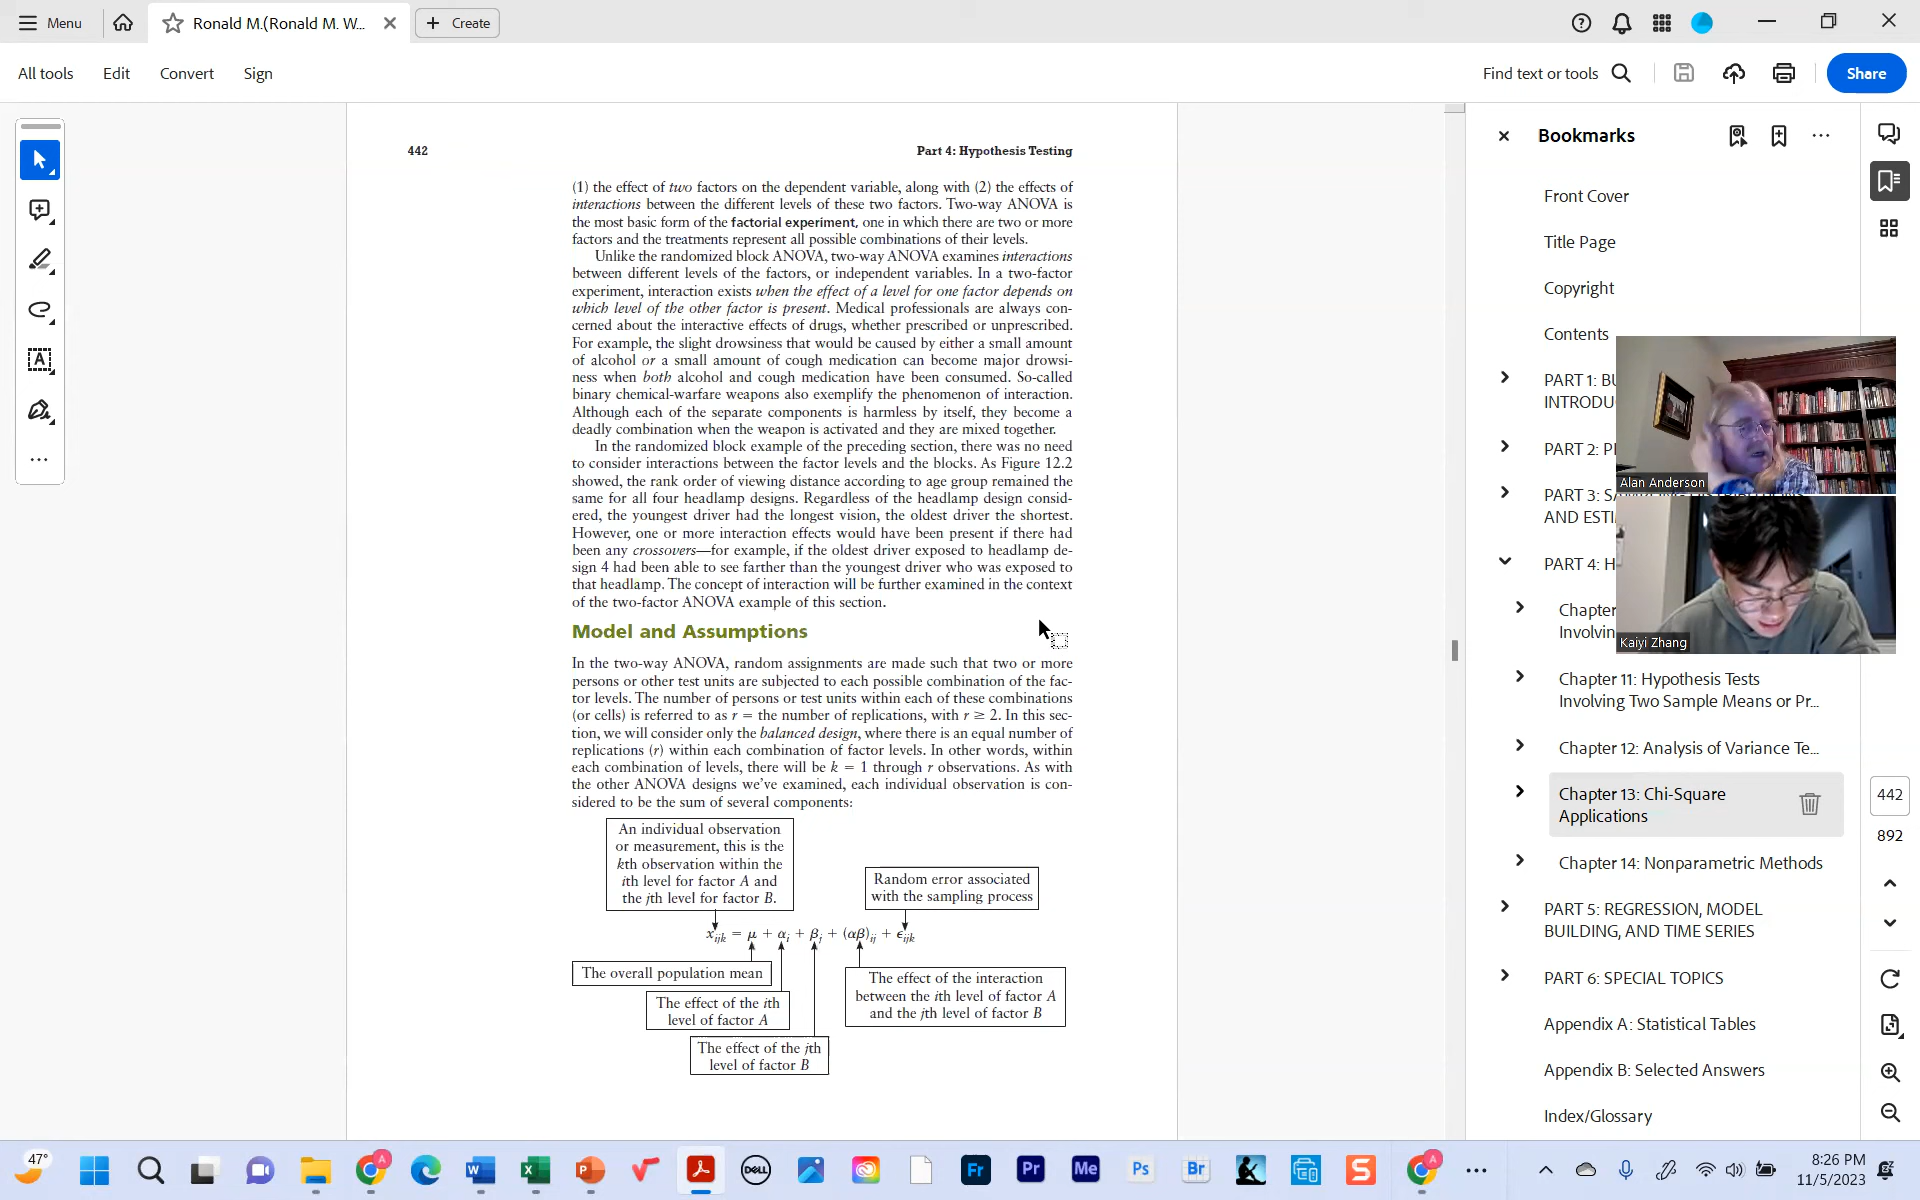 Menu
Ronald M.(Ronald M. W...
Create
All tools
Edit
Convert
Sign
Find text or tools
Share
442
Part 4: Hypothesis Testing
(1) the effect of two factors on the dependent variable, along with (2) the effects of
interactions between the different levels of these two factors. Two-way ANOVA is
the most basic form of the factorial experiment, one in which there are two or more
factors and the treatments represent all possible combinations of their levels.
Unlike the randomized block ANOVA, two-way ANOVA examines interactions
between different levels of the factors, or independent variables. In a two-factor
experiment, interaction exists when the effect of a level for one factor depends on
which level of the other factor is present. Medical professionals are always con-
cerned about the interactive effects of drugs, whether prescribed or unprescribed.
For example, the slight drowsiness that would be caused by either a small amount
of alcohol or a small amount of cough medication can become major drowsi-
ness when both alcohol and cough medication have been consumed. So-called
binary chemical-warfare weapons also exemplify the phenomenon of interaction.
Although each of the separate components is harmless by itself, they become a
deadly combination when the weapon is activated and they are mixed together.
In the randomized block example of the preceding section, there was no need
to consider interactions between the factor levels and the blocks. As Figure 12.2
showed, the rank order of viewing distance according to age group remained the
same for all four headlamp designs. Regardless of the headlamp design consid-
ered, the youngest driver had the longest vision, the oldest driver the shortest.
However, one or more interaction effects would have been present if there had
been any crossovers—for example, if the oldest driver exposed to headlamp de-
sign 4 had been able to see farther than the youngest driver who was exposed to
that headlamp. The concept of interaction will be further examined in the context
of the two-factor ANOVA example of this section.
Model and Assumptions
In the two-way ANOVA, random assignments are made such that two or more
persons or other test units are subjected to each possible combination of the fac-
tor levels. The number of persons or test units within each of these combinations
(or cells) is referred to as r = the number of replications, with r ≥ 2. In this sec-
tion, we will consider only the balanced design, where there is an equal number of
replications (r) within each combination of factor levels. In other words, within
each combination of levels, there will be k = 1 through r observations. As with
the other ANOVA designs we've examined, each individual observation is con-
sidered to be the sum of several components:
An individual observation
or measurement, this is the
kth observation within the
ith level for factor A and
the jth level for factor B.
Random error associated
with the sampling process
xijk = μ + αi + βj + (αβ)ij + ϵijk
The overall population mean
The effect of the ith
level of factor A
The effect of the jth
level of factor B
The effect of the interaction
between the ith level of factor A
and the jth level of factor B
Bookmarks
Front Cover
Title Page
Copyright
Contents
PART 1: BU
INTRODU
PART 2: PR
PART 3: SA
AND ESTI
PART 4: H
Chapter
Involvin
Chapter 11: Hypothesis Tests
Involving Two Sample Means or Pr...
Chapter 12: Analysis of Variance Te...
Chapter 13: Chi-Square
Applications
Chapter 14: Nonparametric Methods
PART 5: REGRESSION, MODEL
BUILDING, AND TIME SERIES
PART 6: SPECIAL TOPICS
Appendix A: Statistical Tables
Appendix B: Selected Answers
Index/Glossary
Alan Anderson
Kaiyi Zhang
442
892
47°
DELL
Fr
Pr
Me
Ps
Br
8:26 PM
11/5/2023